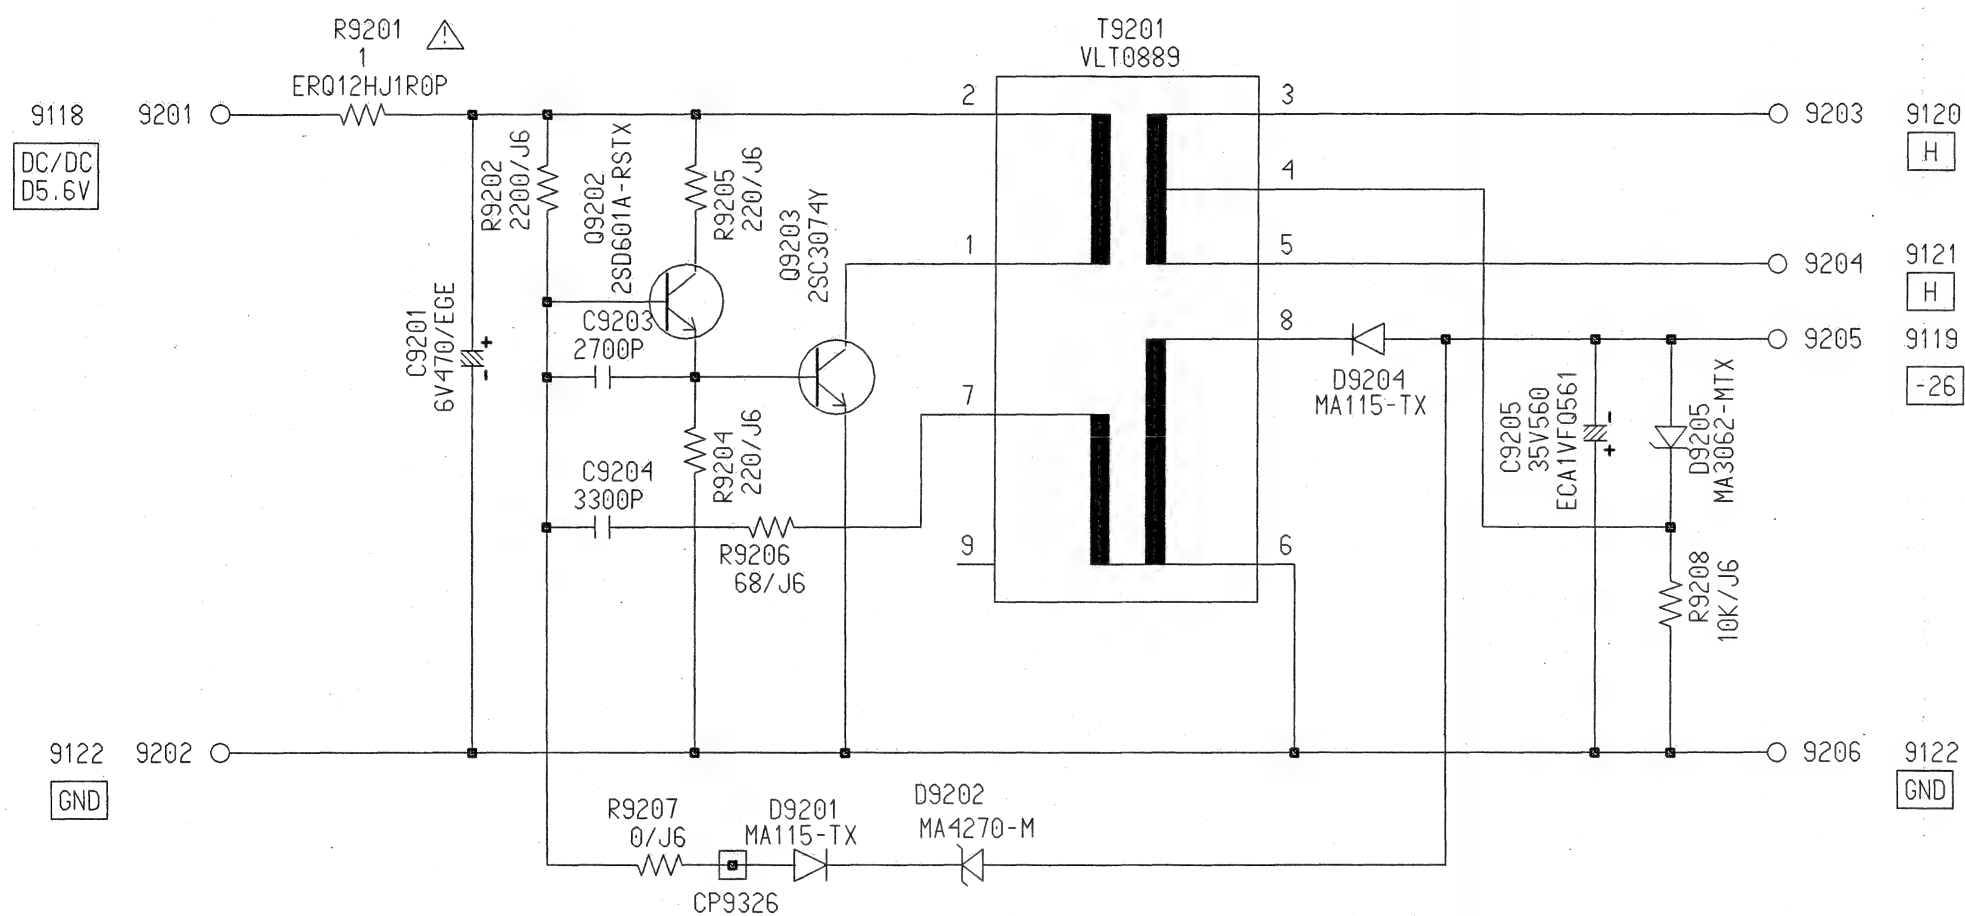 R9201
1
ERQ12HJ1R0P
T9201
VLT0889
9118
9201
DC/DC
D5.6V
R9202
2200/J6
Q9202
2SD601A-RSTX
R9205
220/J6
Q9203
2SC3074Y
2
3
9203
9120
H
4
1
5
9204
9121
H
C9201
6V470/EGE
+
-
C9203
2700P
8
9205
9119
-26
D9204
MA115-TX
7
R9204
220/J6
C9205
35V560
ECA1VFQ561
-
+
D9205
MA3062-MTX
C9204
3300P
R9206
68/J6
9
6
R9208
10K/J6
9122
9202
GND
9206
9122
GND
R9207
0/J6
D9201
MA115-TX
D9202
MA4270-M
CP9326